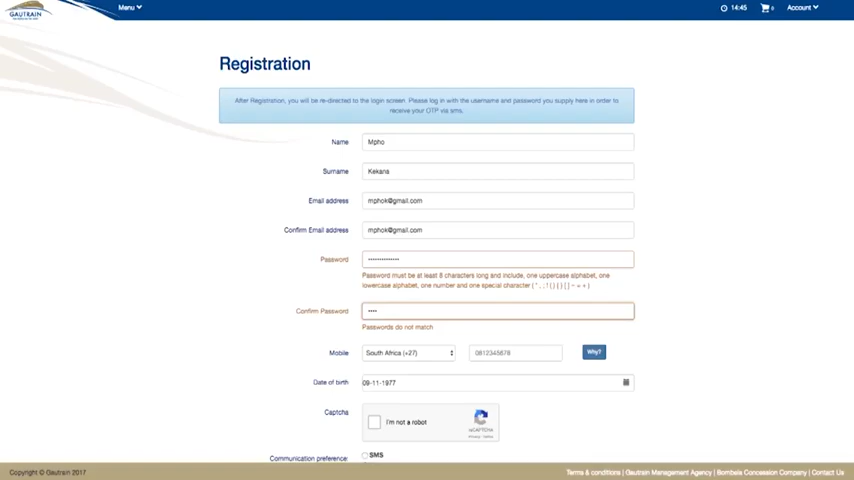 GAUTRAIN
Menu
14:45
0
Account
Registration
After Registration, you will be re-directed to the login screen. Please log in with the username and password you supply here in order to
receive your OTP via sms.
Name
Mpho
Surname
Kekana
Email address
mphok@gmail.com
Confirm Email address
mphok@gmail.com
Password
Password must be at least 8 characters long and include, one uppercase alphabet, one
lowercase alphabet, one number and one special character
Confirm Password
Passwords do not match
Mobile
South Africa (+27)
0812345678
Why?
Date of birth
09-11-1977
Captcha
I'm not a robot
reCAPTCHA
Privacy - Terms
Communication preference:
SMS
Copyright © Gautrain 2017
Terms & conditions | Gautrain Management Agency | Bombela Concession Company | Contact Us